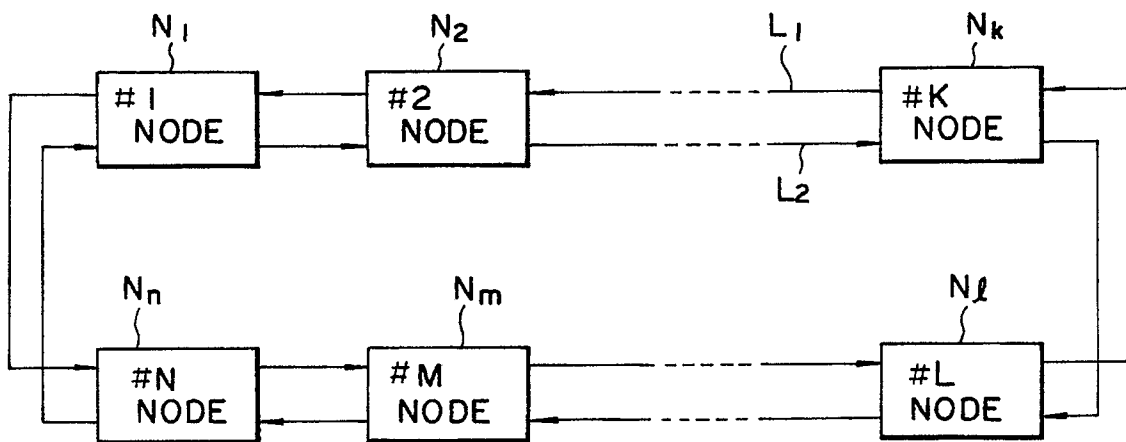 N1 N2 L1 Nk
#1 #2 #K
NODE NODE NODE
L2
Nn Nm Nℓ
#N #M #L
NODE NODE NODE